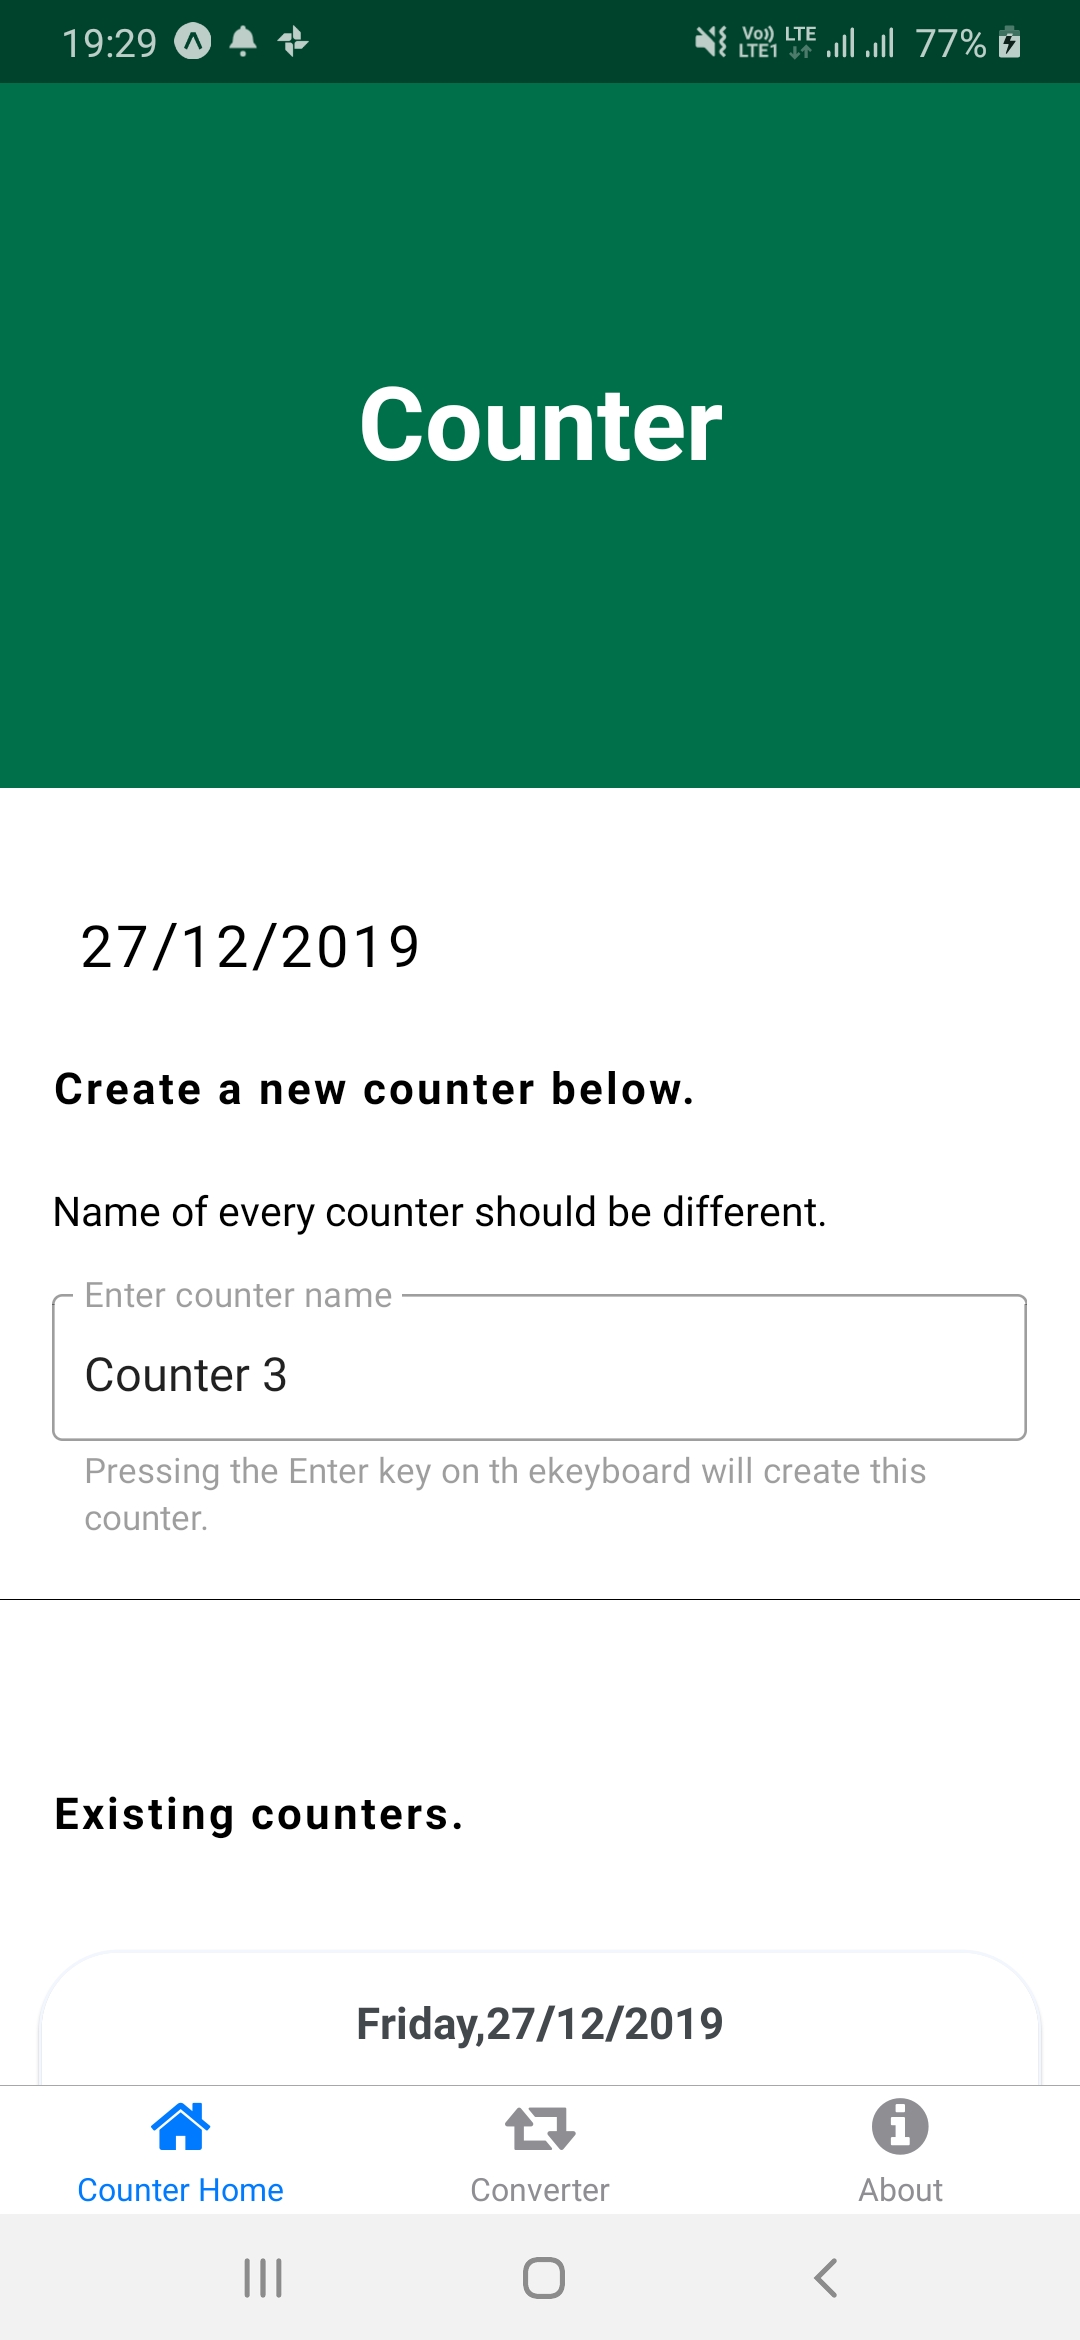 19:29 Vo)) LTE1 LTE 77%
Counter
27/12/2019
Create a new counter below.
Name of every counter should be different.
Enter counter name
Counter 3
Pressing the Enter key on th ekeyboard will create this
counter.
Existing counters.
Friday,27/12/2019
Counter Home Converter About